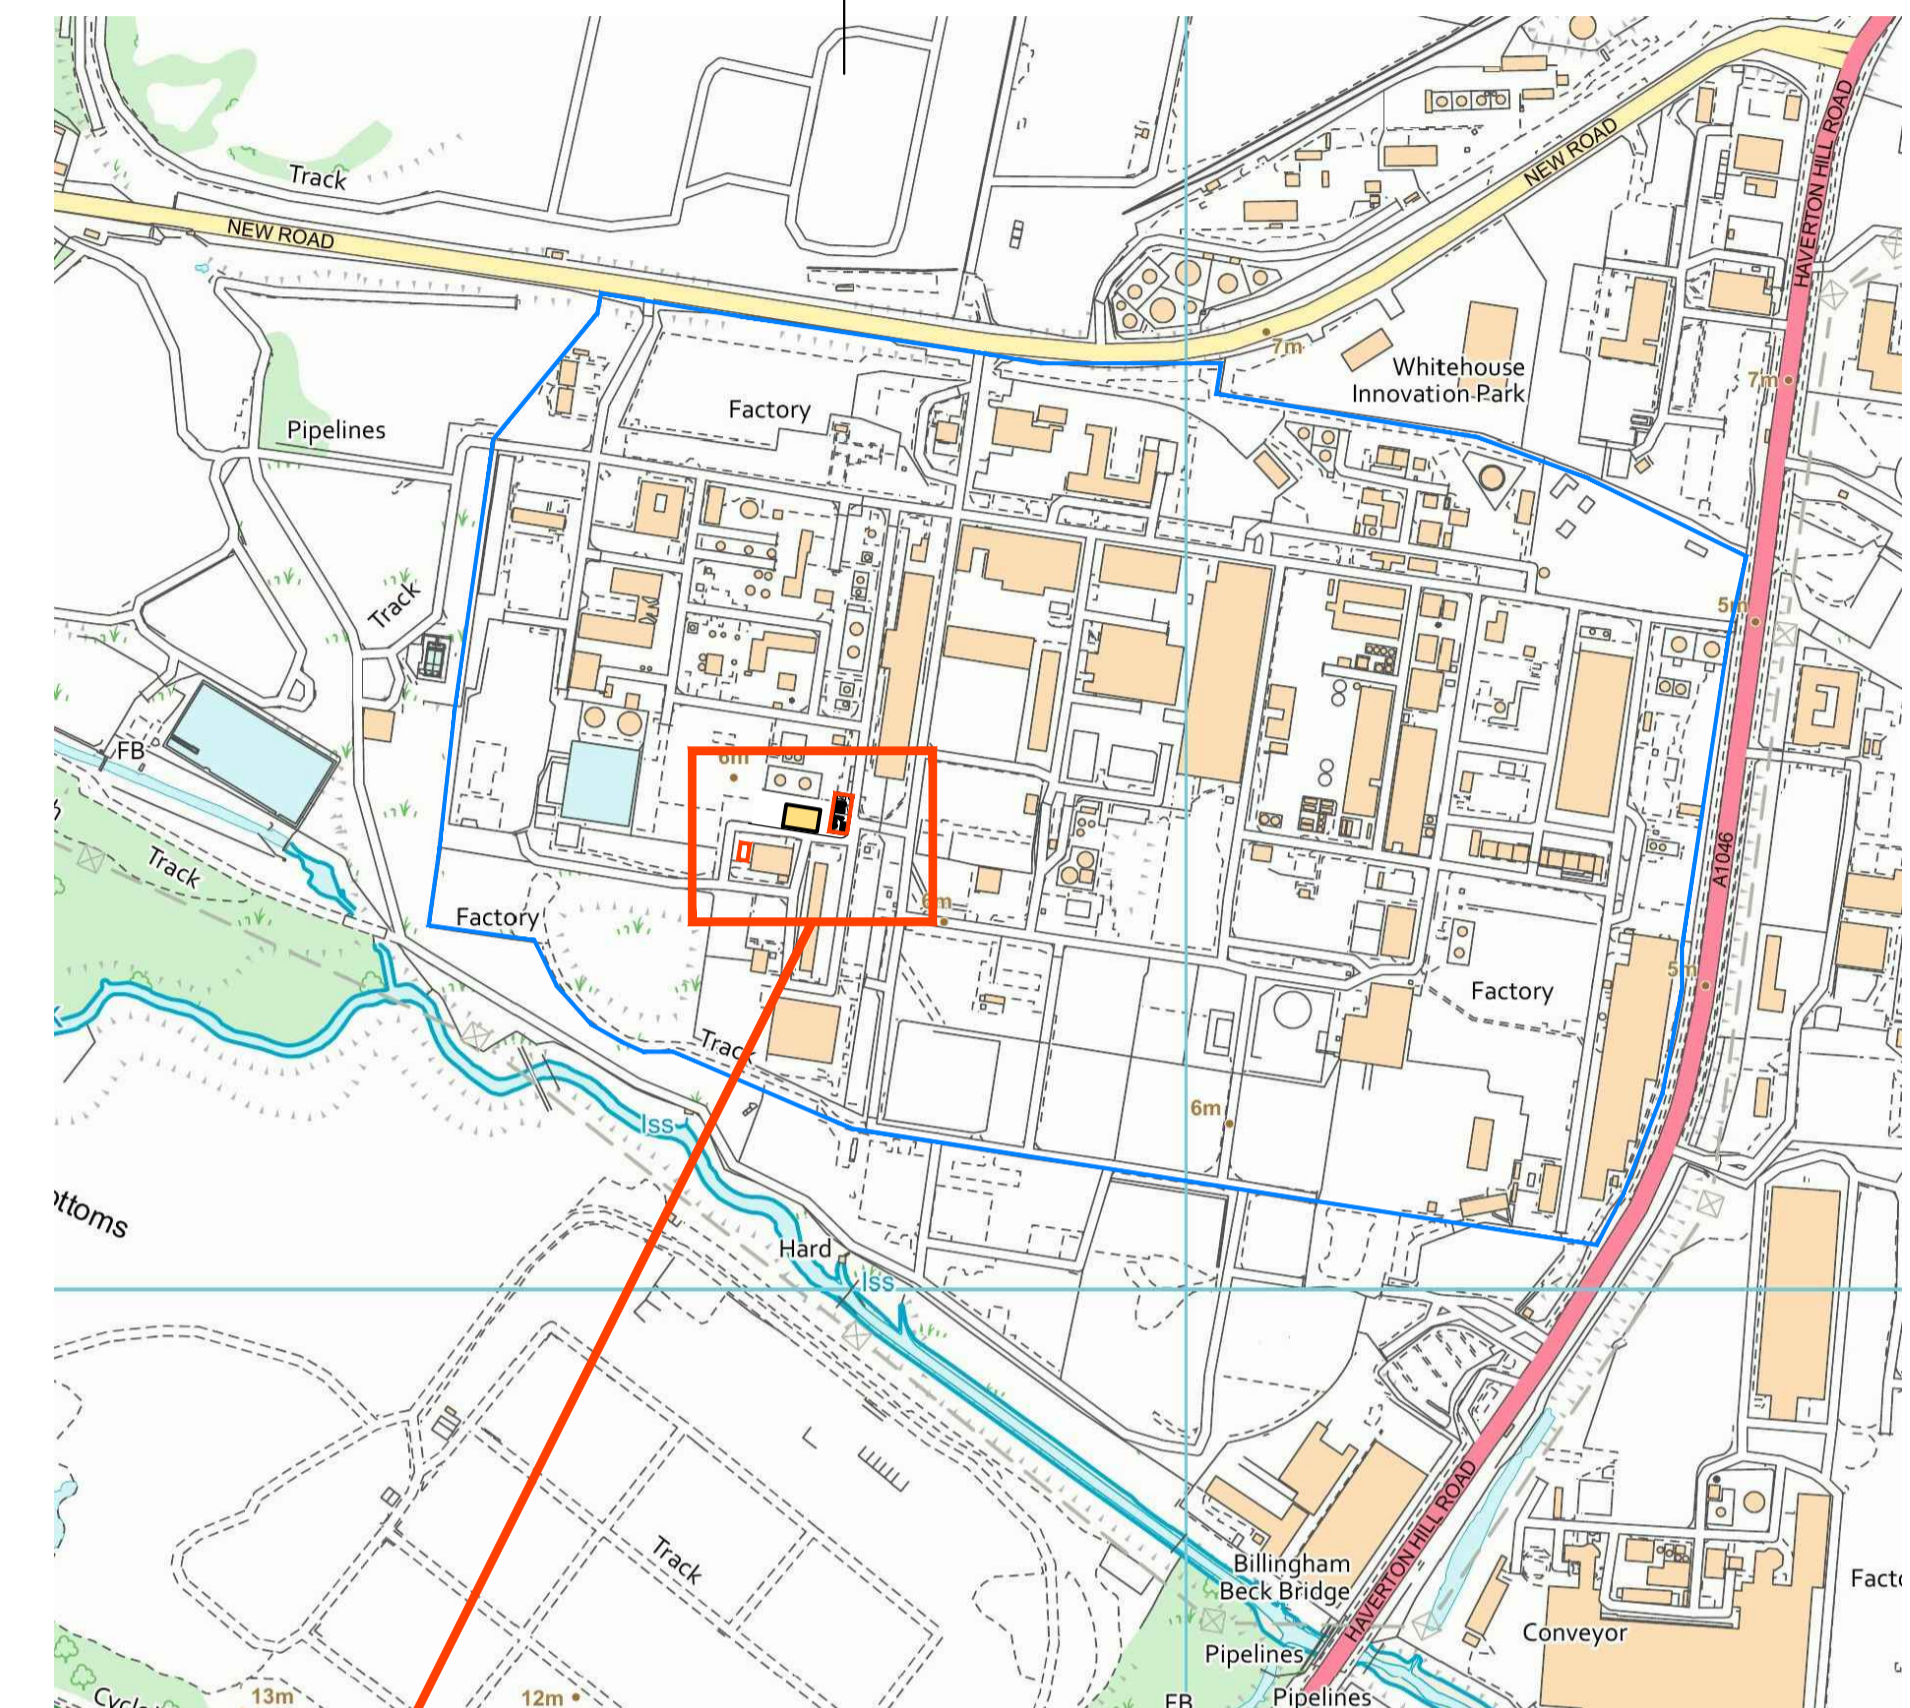 Track
NEW ROAD
NEW ROAD
HAVERTON HILL ROAD
7m
Whitehouse
Innovation Park
7m
Factory
Pipelines
Track
5m
FB
6m
A1046
Track
Factory
6m
5m
Factory
Track
6m
Iss
ottoms
Hard
Iss
HAVERTON HILL ROAD
Track
Billingham
Beck Bridge
Conveyor
Pipelines
13m
12m
FB
Pipelines